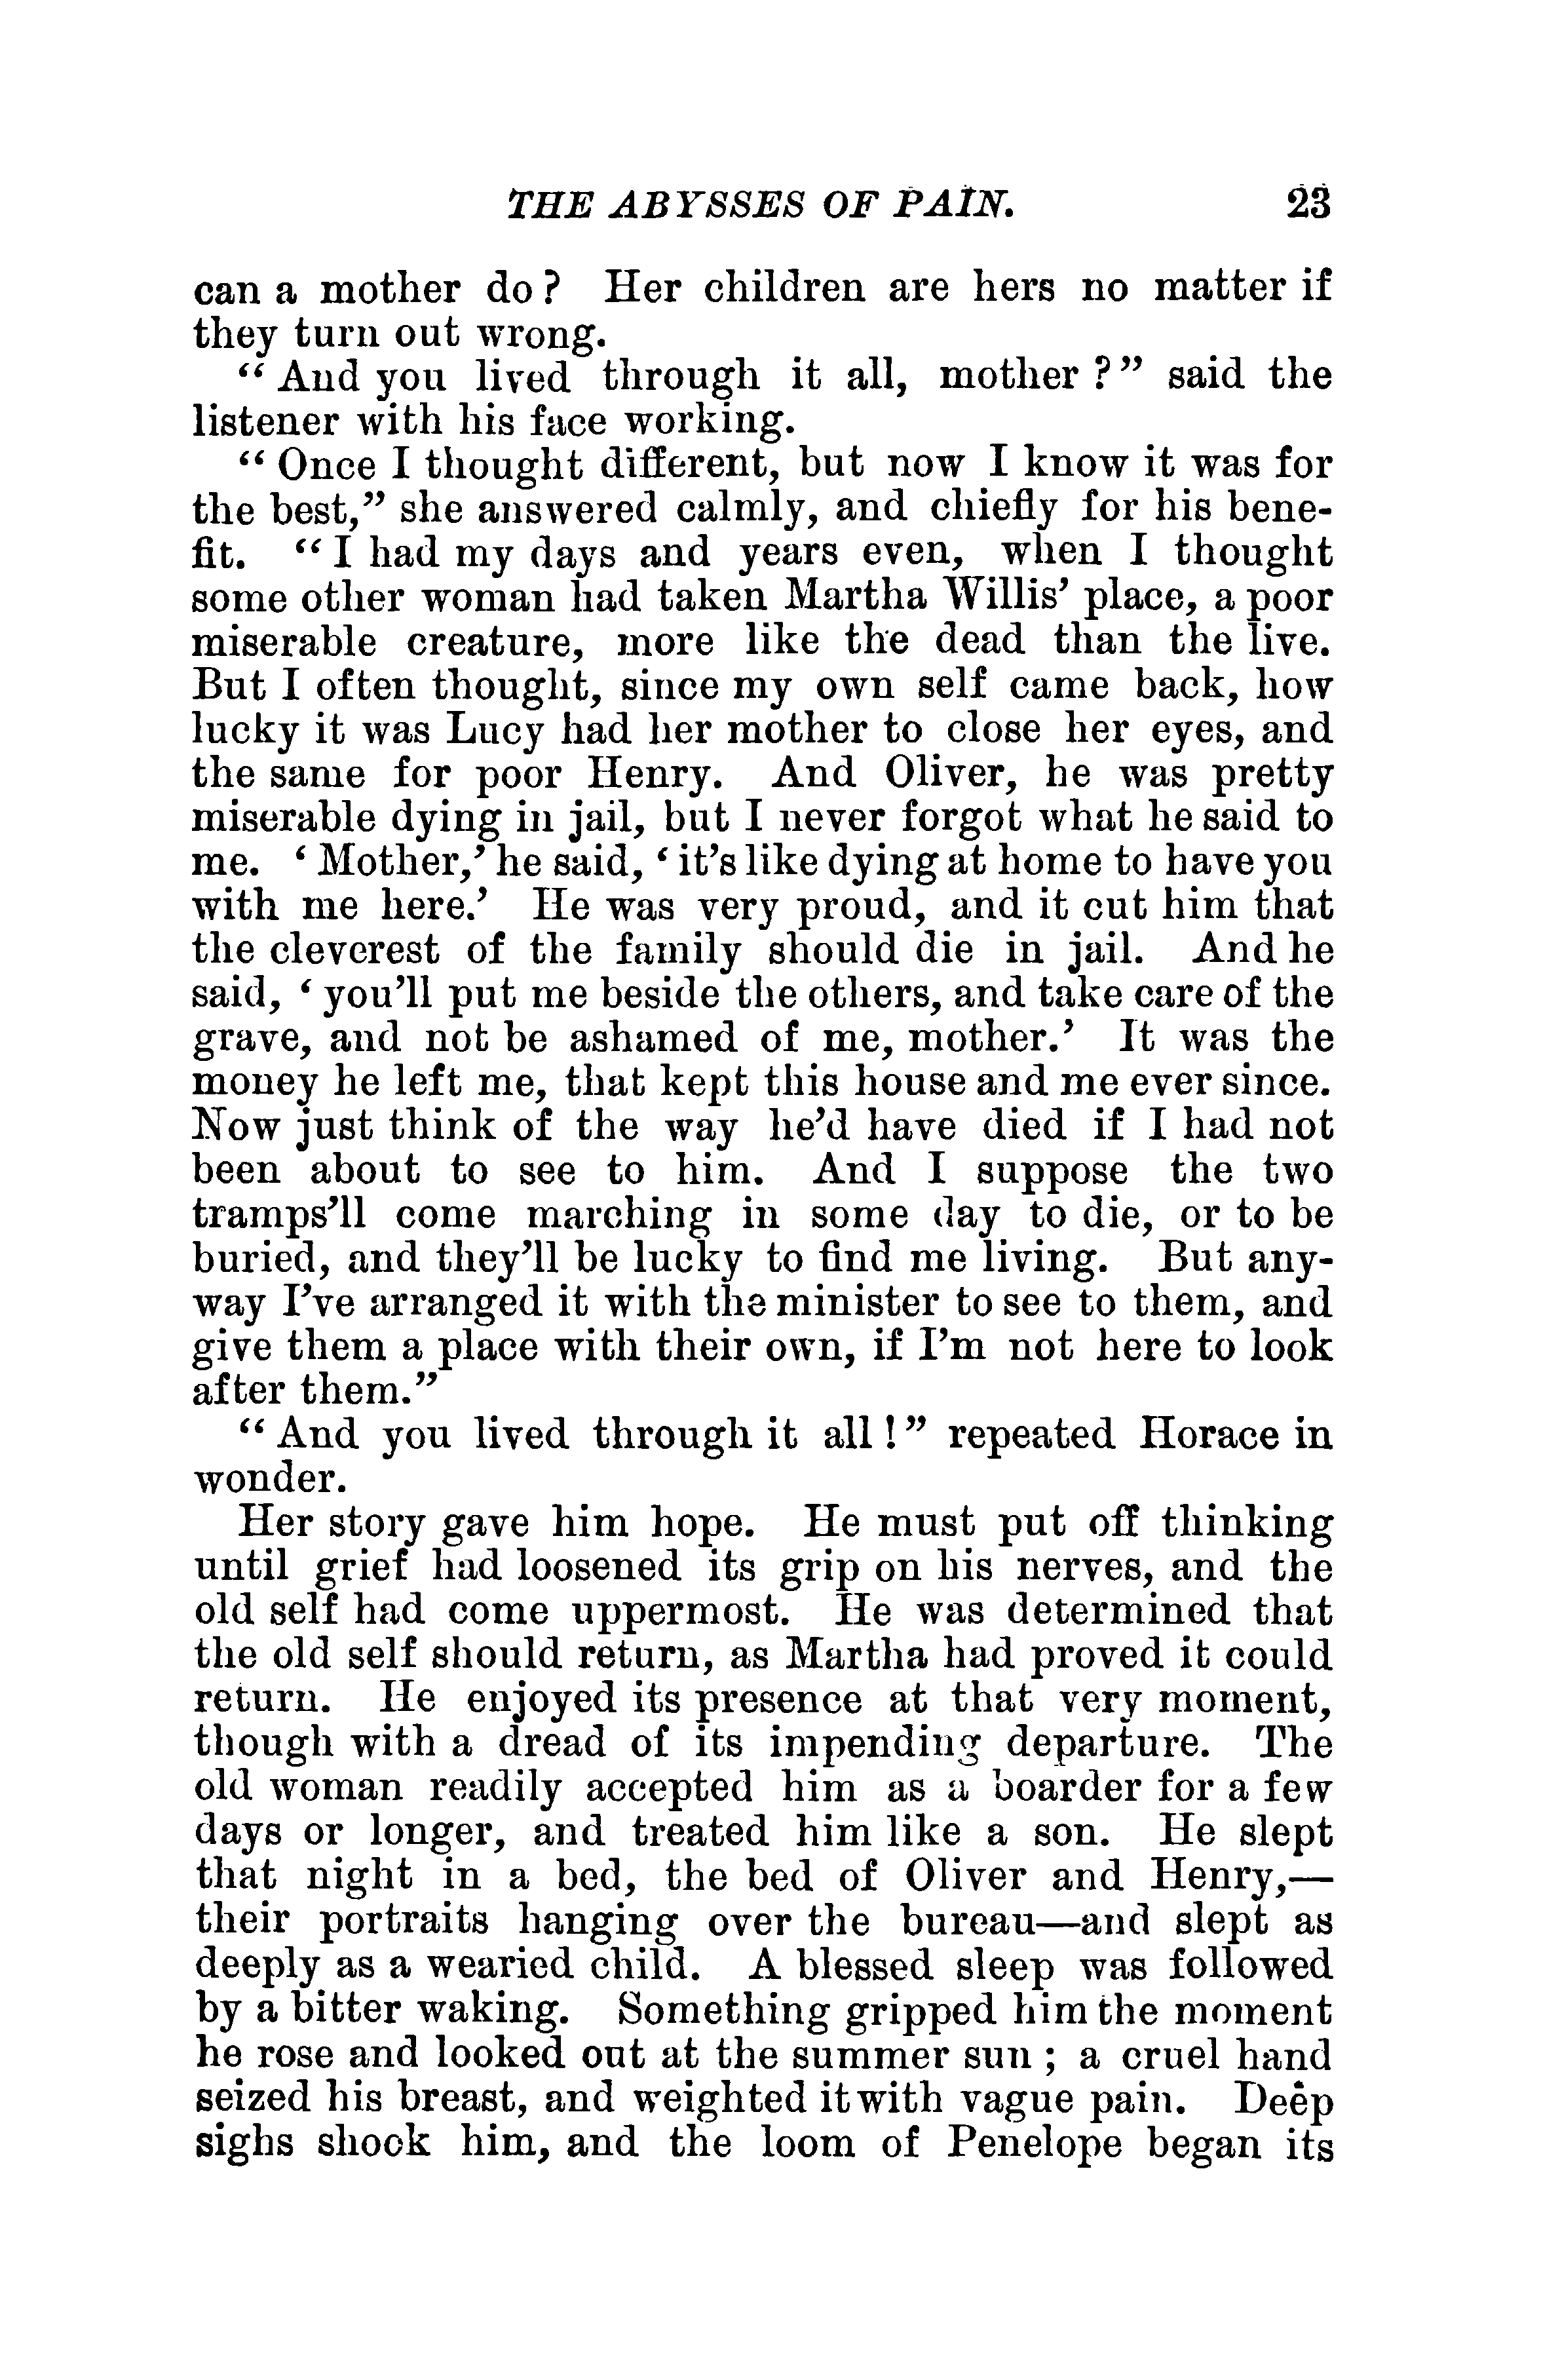 THE ABYSSES OF PAIN. 23
can a mother do? Her children are hers no matter if
they turn out wrong.
“And you lived through it all, mother?” said the
listener with his face working.
“Once I thought different, but now I know it was for
the best,” she answered calmly, and chiefly for his bene-
fit. “I had my days and years even, when I thought
some other woman had taken Martha Willis’ place, a poor
miserable creature, more like the dead than the live.
But I often thought, since my own self came back, how
lucky it was Lucy had her mother to close her eyes, and
the same for poor Henry. And Oliver, he was pretty
miserable dying in jail, but I never forgot what he said to
me. ‘Mother,’ he said, ‘it’s like dying at home to have you
with me here.’ He was very proud, and it cut him that
the cleverest of the family should die in jail. And he
said, ‘you’ll put me beside the others, and take care of the
grave, and not be ashamed of me, mother.’ It was the
money he left me, that kept this house and me ever since.
Now just think of the way he’d have died if I had not
been about to see to him. And I suppose the two
tramps’ll come marching in some day to die, or to be
buried, and they’ll be lucky to find me living. But any-
way I’ve arranged it with the minister to see to them, and
give them a place with their own, if I’m not here to look
after them.”
“And you lived through it all!” repeated Horace in
wonder.
Her story gave him hope. He must put off thinking
until grief had loosened its grip on his nerves, and the
old self had come uppermost. He was determined that
the old self should return, as Martha had proved it could
return. He enjoyed its presence at that very moment,
though with a dread of its impending departure. The
old woman readily accepted him as a boarder for a few
days or longer, and treated him like a son. He slept
that night in a bed, the bed of Oliver and Henry,—
their portraits hanging over the bureau—and slept as
deeply as a wearied child. A blessed sleep was followed
by a bitter waking. Something gripped him the moment
he rose and looked out at the summer sun; a cruel hand
seized his breast, and weighted it with vague pain. Deep
sighs shook him, and the loom of Penelope began its